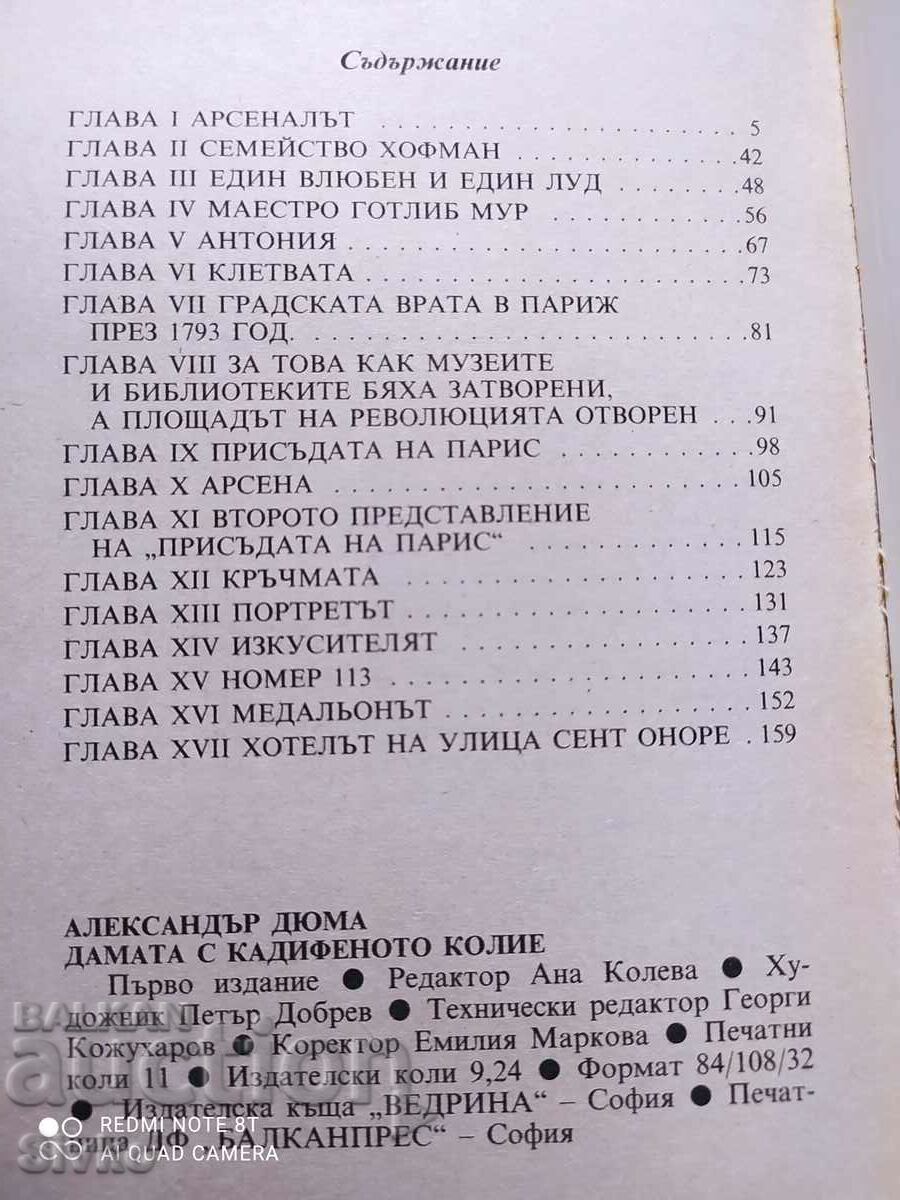 Съдържание
ГЛАВА I АРСЕНАЛЪТ . . . . . . . . . . . . . . . . . . . . . . . . 5
ГЛАВА II СЕМЕЙСТВО ХОФМАН . . . . . . . . . . . . . . 42
ГЛАВА III ЕДИН ВЛЮБЕН И ЕДИН ЛУД . . . . . . . . 48
ГЛАВА IV МАЕСТРО ГОТЛИБ МУР . . . . . . . . . . . . . 56
ГЛАВА V АНТОНИЯ . . . . . . . . . . . . . . . . . . . . . . . . 67
ГЛАВА VI КЛЕТВАТА . . . . . . . . . . . . . . . . . . . . . . . 73
ГЛАВА VII ГРАДСКАТА ВРАТА В ПАРИЖ
ПРЕЗ 1793 ГОД. . . . . . . . . . . . . . . . . . . . . . . . . . . . 81
ГЛАВА VIII ЗА ТОВА КАК МУЗЕИТЕ
И БИБЛИОТЕКИТЕ БЯХА ЗАТВОРЕНИ,
А ПЛОЩАДЪТ НА РЕВОЛЮЦИЯТА ОТВОРЕН . . . 91
ГЛАВА IX ПРИСЪДАТА НА ПАРИС . . . . . . . . . . . . 98
ГЛАВА X АРСЕНА . . . . . . . . . . . . . . . . . . . . . . . . . 105
ГЛАВА XI ВТОРОТО ПРЕДСТАВЛЕНИЕ
НА „ПРИСЪДАТА НА ПАРИС“ . . . . . . . . . . . . . . 115
ГЛАВА XII КРЪЧМАТА . . . . . . . . . . . . . . . . . . . . . 123
ГЛАВА XIII ПОРТРЕТЪТ . . . . . . . . . . . . . . . . . . . . 131
ГЛАВА XIV ИЗКУСИТЕЛЯТ . . . . . . . . . . . . . . . . . . 137
ГЛАВА XV НОМЕР 113 . . . . . . . . . . . . . . . . . . . . . 143
ГЛАВА XVI МЕДАЛЬОНЪТ . . . . . . . . . . . . . . . . . . 152
ГЛАВА XVII ХОТЕЛЪТ НА УЛИЦА СЕНТ ОНОРЕ . 159
АЛЕКСАНДЪР ДЮМА
ДАМАТА С КАДИФЕНОТО КОЛИЕ
Първо издание ● Редактор Ана Колева ● Ху-
дожник Петър Добрев ● Технически редактор Георги
Кожухаров ● Коректор Емилия Маркова ● Печатни
коли 11 ● Издателски коли 9,24 ● Формат 84/108/32
● Издателска къща „ВЕДРИНА“ – София ● Печат-
ница ДФ „БАЛКАНПРЕС“ – София
BALKAN
auction
REDMI NOTE 8T
AI QUAD CAMERA
Sivko